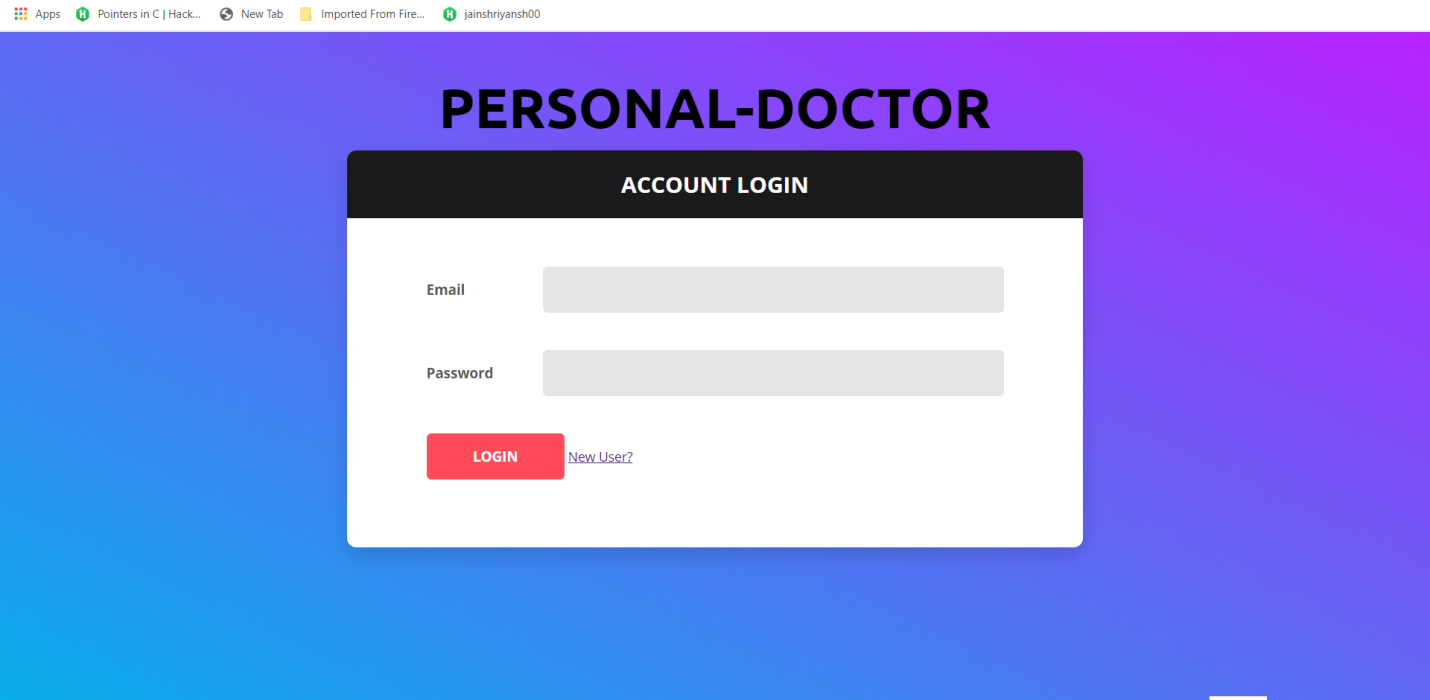 Apps Pointers in C | Hack... New Tab Imported From Fire... jainshriyansh00
PERSONAL-DOCTOR
ACCOUNT LOGIN
Email
Password
LOGIN New User?